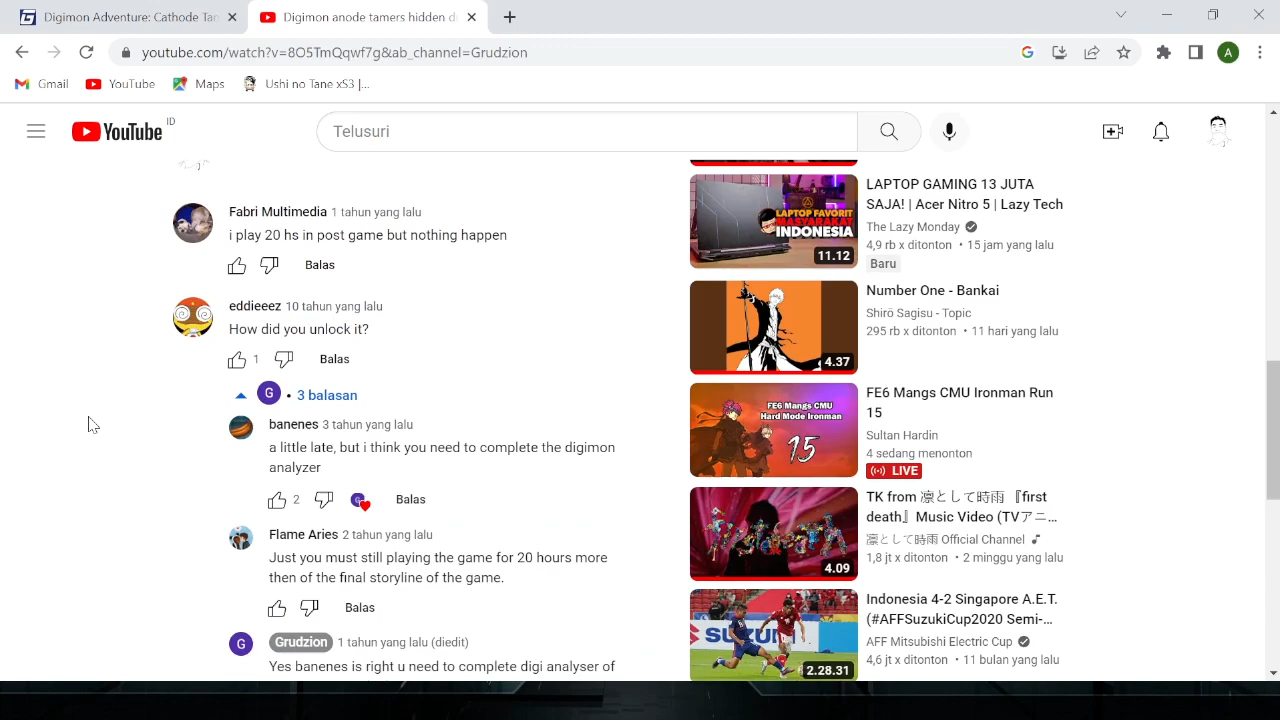 Digimon Adventure: Cathode Tan
Digimon anode tamers hidden d
youtube.com/watch?v=8O5TmQqwf7g&ab_channel=Grudzion
A
Gmail
YouTube
Maps
Ushi no Tane xS3 |...
YouTube
ID
Telusuri
Fabri Multimedia 1 tahun yang lalu
i play 20 hs in post game but nothing happen
Balas
eddieeez 10 tahun yang lalu
How did you unlock it?
1
Balas
G • 3 balasan
banenes 3 tahun yang lalu
a little late, but i think you need to complete the digimon
analyzer
2
Balas
Flame Aries 2 tahun yang lalu
Just you must still playing the game for 20 hours more
then of the final storyline of the game.
Balas
G
Grudzion 1 tahun yang lalu (diedit)
Yes banenes is right u need to complete digi analyser of
LAPTOP FAVORIT
MASYARAKAT
INDONESIA
11.12
LAPTOP GAMING 13 JUTA
SAJA! | Acer Nitro 5 | Lazy Tech
The Lazy Monday
4,9 rb x ditonton • 15 jam yang lalu
Baru
4.37
Number One - Bankai
Shirō Sagisu - Topic
295 rb x ditonton • 11 hari yang lalu
FE6 Mangs CMU
Hard Mode Ironman
15
FE6 Mangs CMU Ironman Run
15
Sultan Hardin
4 sedang menonton
LIVE
4.09
TK from 凛として時雨 『first
death』Music Video (TVアニ...
凛として時雨 Official Channel
1,8 jt x ditonton • 2 minggu yang lalu
SUZU
2.28.31
Indonesia 4-2 Singapore A.E.T.
(#AFFSuzukiCup2020 Semi-...
AFF Mitsubishi Electric Cup
4,6 jt x ditonton • 11 bulan yang lalu